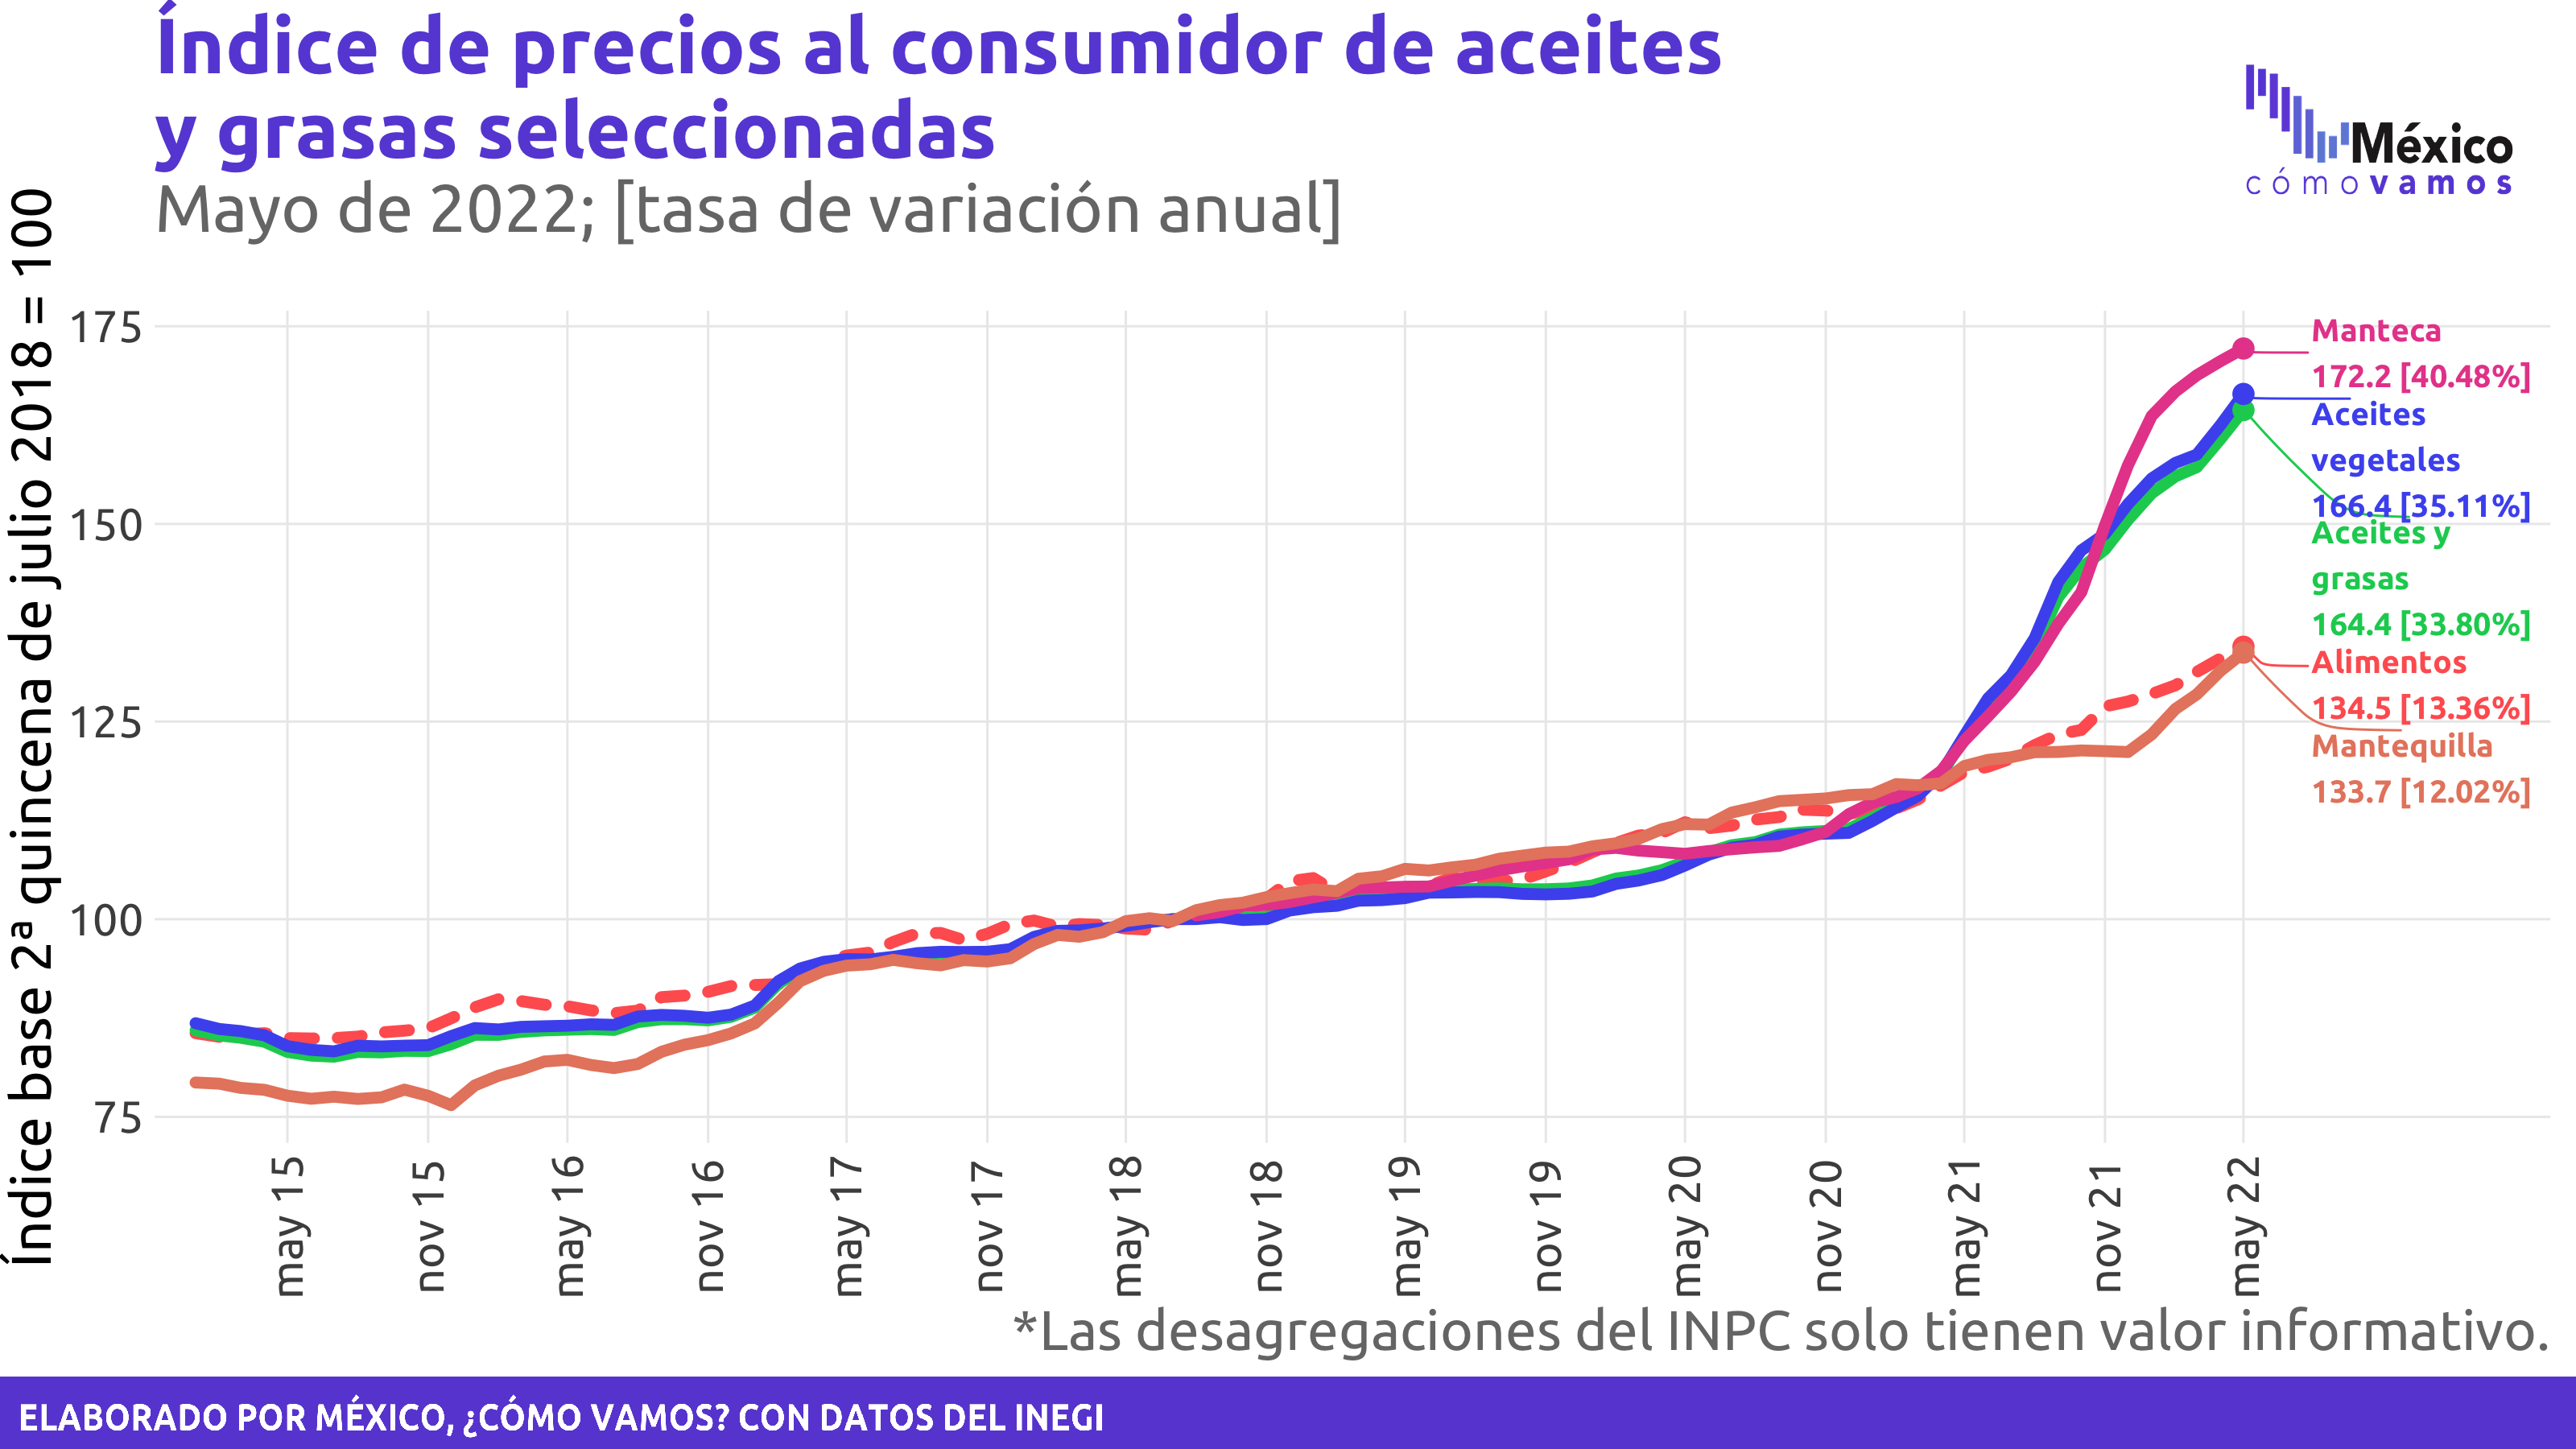 Índice de precios al consumidor de aceites
y grasas seleccionadas
Mayo de 2022; [tasa de variación anual]
México
cómo vamos
Índice base 2ª quincena de julio 2018 = 100
175
150
125
100
75
Manteca
172.2 [40.48%]
Aceites
vegetales
166.4 [35.11%]
Aceites y
grasas
164.4 [33.80%]
Alimentos
134.5 [13.36%]
Mantequilla
133.7 [12.02%]
may 15
nov 15
may 16
nov 16
may 17
nov 17
may 18
nov 18
may 19
nov 19
may 20
nov 20
may 21
nov 21
may 22
*Las desagregaciones del INPC solo tienen valor informativo.
ELABORADO POR MÉXICO, ¿CÓMO VAMOS? CON DATOS DEL INEGI